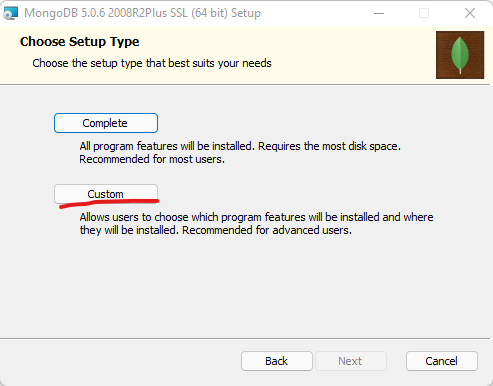 MongoDB 5.0.6 2008R2Plus SSL (64 bit) Setup
Choose Setup Type
Choose the setup type that best suits your needs
Complete
All program features will be installed. Requires the most disk space.
Recommended for most users.
Custom
Allows users to choose which program features will be installed and where
they will be installed. Recommended for advanced users.
Back
Next
Cancel